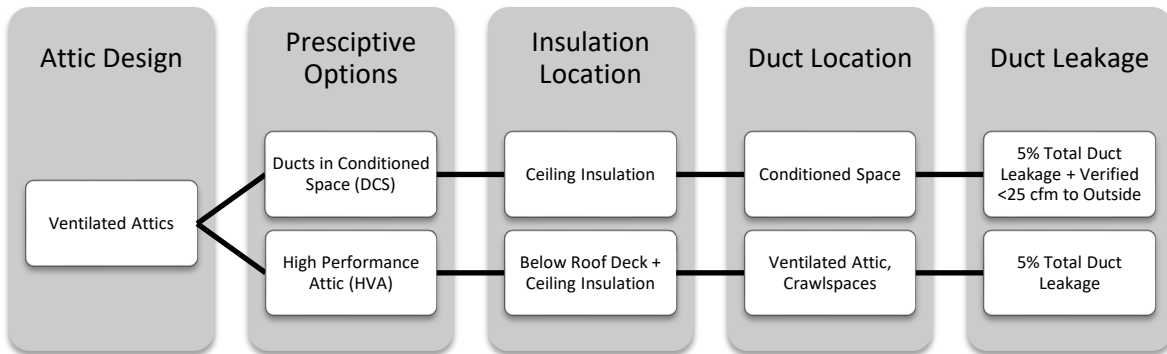 Attic Design
Presciptive
Options
Insulation
Location
Duct Location
Duct Leakage
Ventilated Attics
Ducts in Conditioned
Space (DCS)
Ceiling Insulation
Conditioned Space
5% Total Duct
Leakage + Verified
<25 cfm to Outside
High Performance
Attic (HVA)
Below Roof Deck +
Ceiling Insulation
Ventilated Attic,
Crawlspaces
5% Total Duct
Leakage